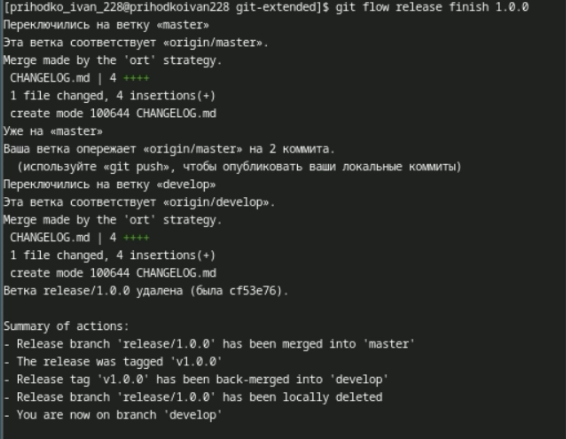 [prihodko_ivan_228@prihodkoivan228 git-extended]$ git flow release finish 1.0.0
Переключились на ветку «master»
Эта ветка соответствует «origin/master».
Merge made by the 'ort' strategy.
 CHANGELOG.md | 4 ++++
 1 file changed, 4 insertions(+)
 create mode 100644 CHANGELOG.md
Уже на «master»
Ваша ветка опережает «origin/master» на 2 коммита.
  (используйте «git push», чтобы опубликовать ваши локальные коммиты)
Переключились на ветку «develop»
Эта ветка соответствует «origin/develop».
Merge made by the 'ort' strategy.
 CHANGELOG.md | 4 ++++
 1 file changed, 4 insertions(+)
 create mode 100644 CHANGELOG.md
Ветка release/1.0.0 удалена (была cf53e76).

Summary of actions:
- Release branch 'release/1.0.0' has been merged into 'master'
- The release was tagged 'v1.0.0'
- Release tag 'v1.0.0' has been back-merged into 'develop'
- Release branch 'release/1.0.0' has been locally deleted
- You are now on branch 'develop'